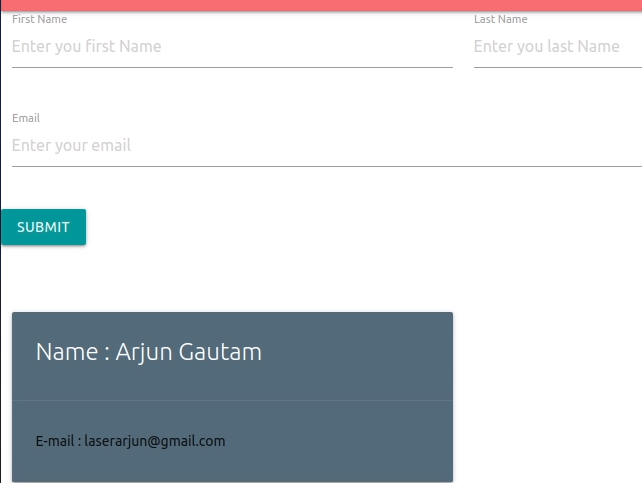 First Name
Last Name
Enter you first Name
Enter you last Name
Email
Enter your email
SUBMIT
Name : Arjun Gautam
E-mail : laserarjun@gmail.com